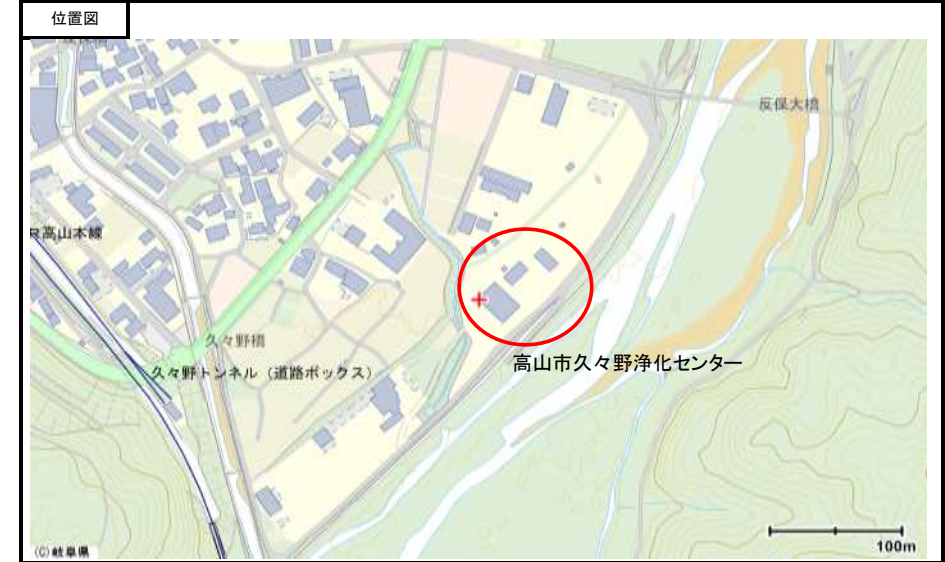 位置図
反保大橋
高山本線
久々野橋
久々野トンネル（道路ボックス）
高山市久々野浄化センター
100m
(C)岐阜県